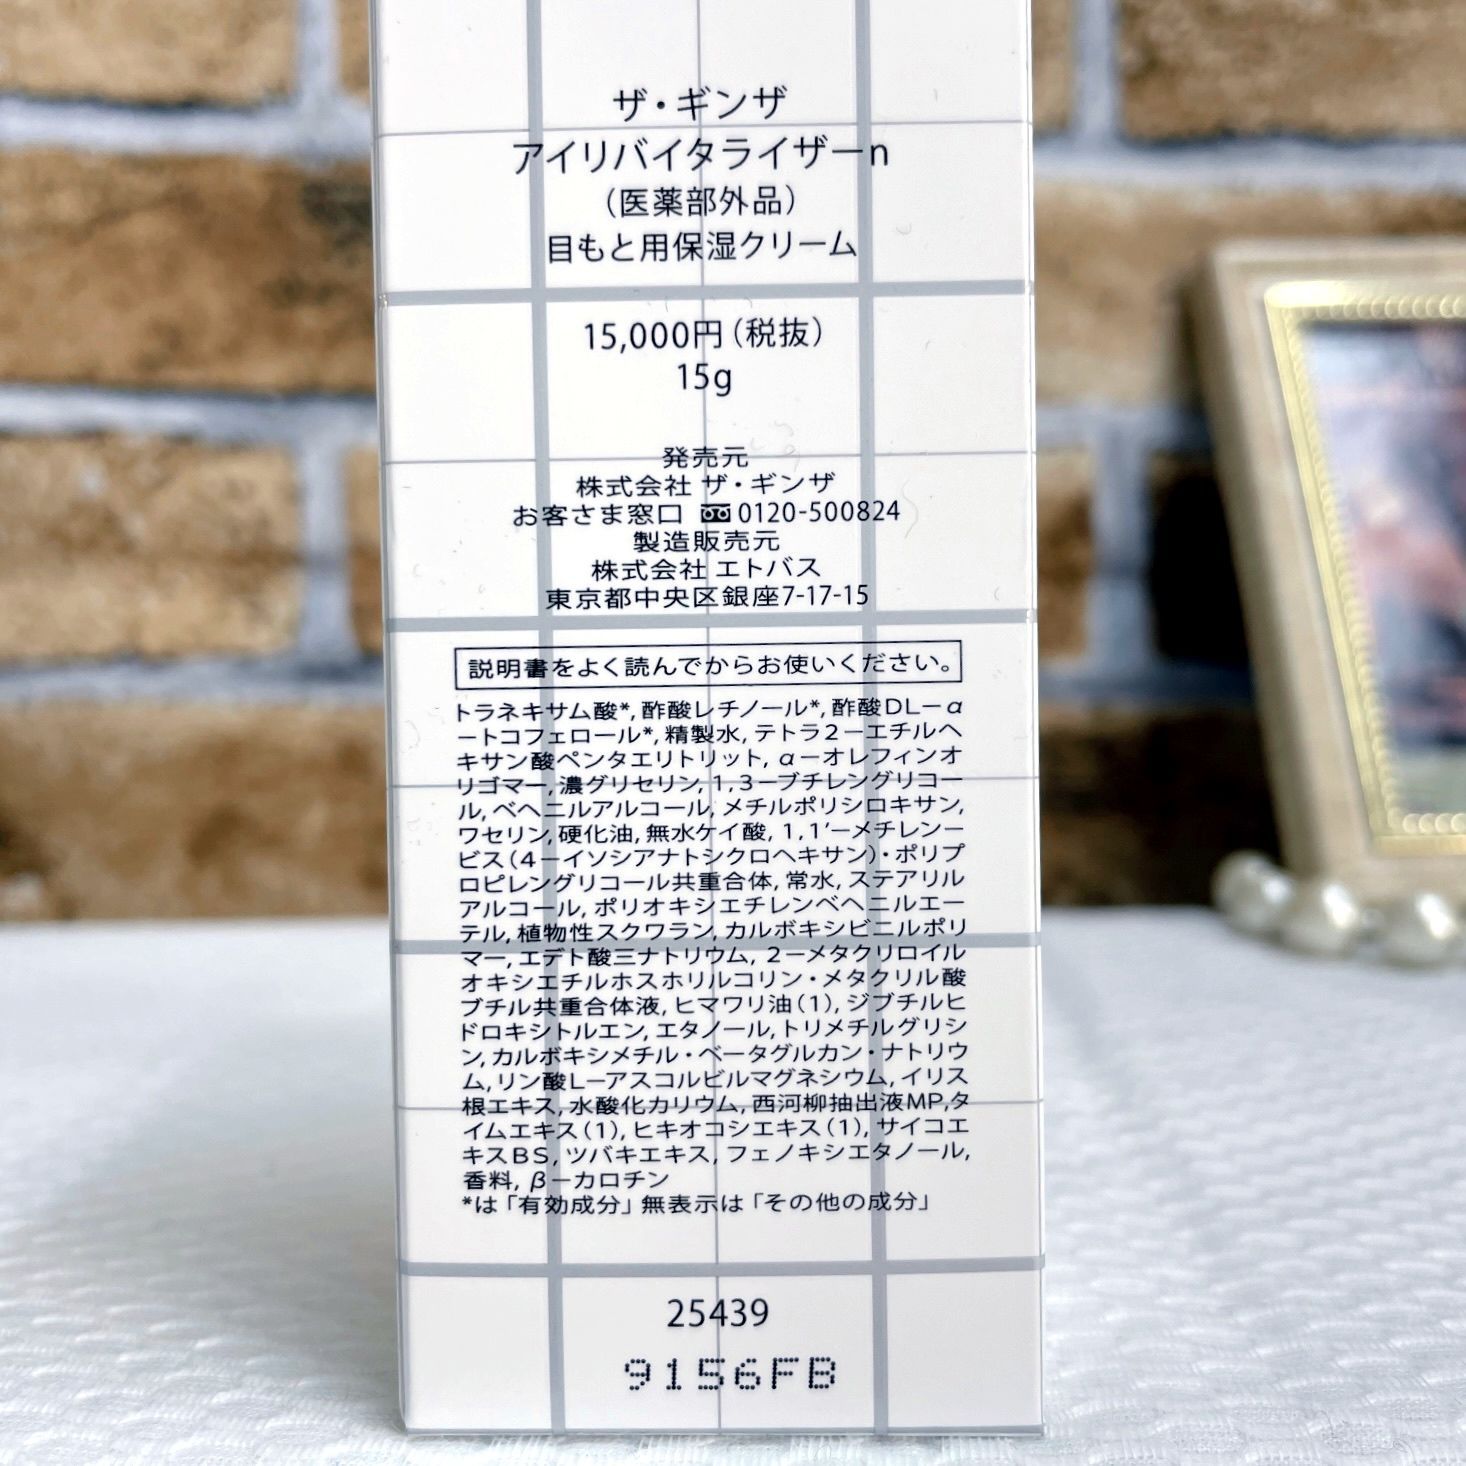 ザ・ギンザ
アイリバイタライザーn
(医薬部外品)
目もと用保湿クリーム
15,000円(税抜)
15g
発売元
株式会社 ザ・ギンザ
お客さま窓口 0120-500824
製造販売元
株式会社 エトバス
東京都中央区銀座7-17-15
説明書をよく読んでからお使いください。
トラネキサム酸*, 酢酸レチノール*, 酢酸DL-α
ートコフェロール*, 精製水, テトラ2-エチルヘ
キサン酸ペンタエリトリット, α-オレフィンオ
リゴマー, 濃グリセリン, 1,3-ブチレングリコー
ル, ベヘニルアルコール, メチルポリシロキサン,
ワセリン, 硬化油, 無水ケイ酸, 1,1'-メチレンー
ビス(4-イソシアナトシクロヘキサン)・ポリプ
ロピレングリコール共重合体, 常水, ステアリル
アルコール, ポリオキシエチレンベヘニルエー
テル, 植物性スクワラン, カルボキシビニルポリ
マー, エデト酸三ナトリウム, 2-メタクリロイル
オキシエチルホスホリルコリン・メタクリル酸
ブチル共重合体液, ヒマワリ油(1), ジブチルヒ
ドロキシトルエン, エタノール, トリメチルグリシ
ン, カルボキシメチル・ベータグルカン・ナトリウ
ム, リン酸L-アスコルビルマグネシウム, イリス
根エキス, 水酸化カリウム, 西河柳抽出液MP, タ
イムエキス(1), ヒキオコシエキス(1), サイコエ
キスBS, ツバキエキス, フェノキシエタノール,
香料, β-カロチン
*は「有効成分」無表示は「その他の成分」
25439
9156FB